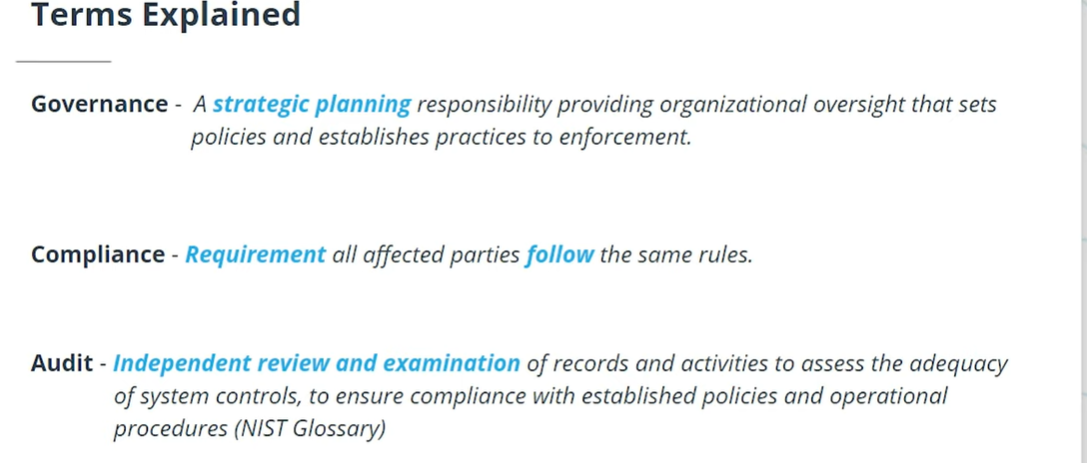 Terms Explained
Governance - A strategic planning responsibility providing organizational oversight that sets
policies and establishes practices to enforcement.
Compliance - Requirement all affected parties follow the same rules.
Audit - Independent review and examination of records and activities to assess the adequacy
of system controls, to ensure compliance with established policies and operational
procedures (NIST Glossary)